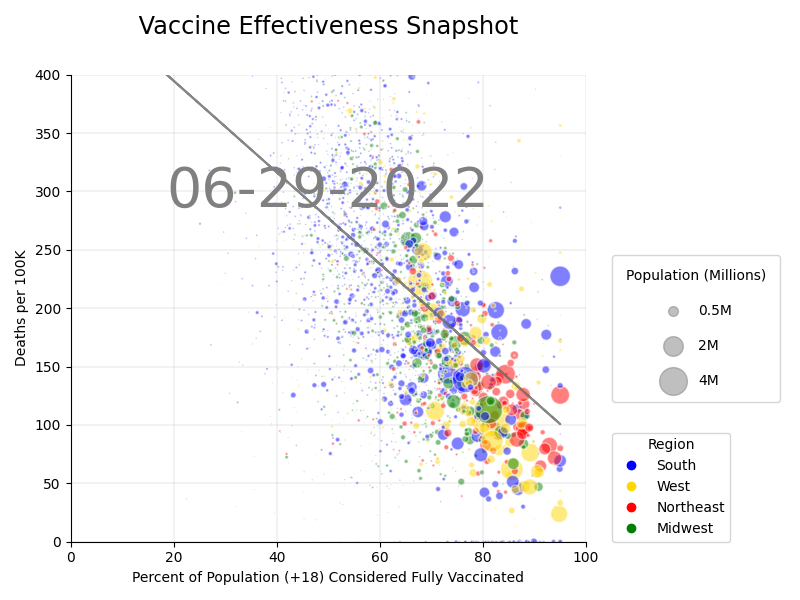 Vaccine Effectiveness Snapshot
400
350
300
250
200
150
100
50
0
Deaths per 100K
06-29-2022
0 20 40 60 80 100
Percent of Population (+18) Considered Fully Vaccinated
Population (Millions)
0.5M
2M
4M
Region
South
West
Northeast
Midwest